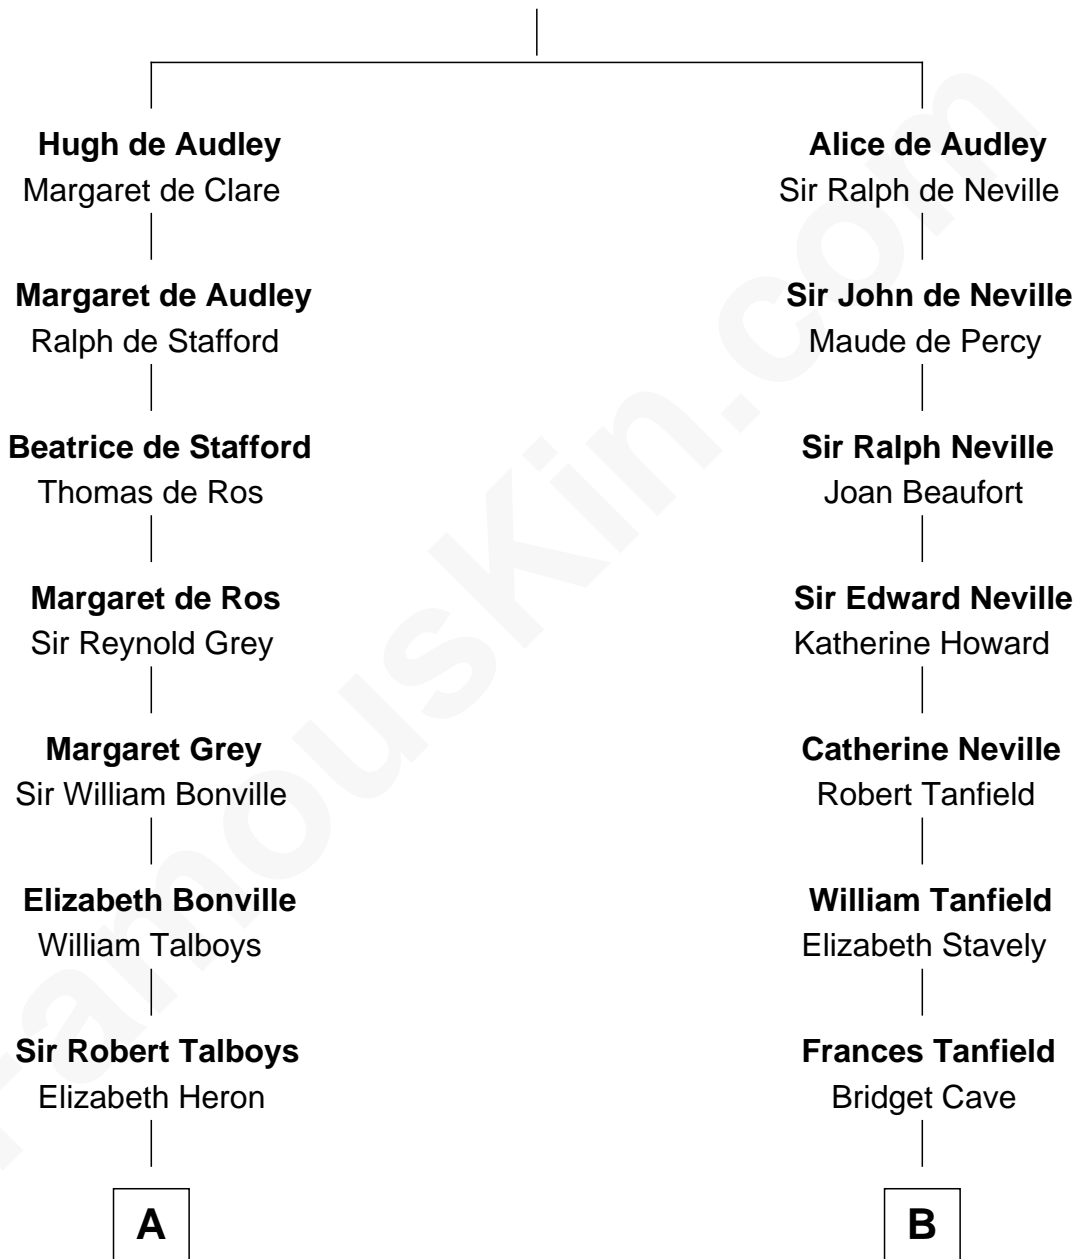 Hugh de Audley
Margaret de Clare
Margaret de Audley
Ralph de Stafford
Beatrice de Stafford
Thomas de Ros
Margaret de Ros
Sir Reynold Grey
Margaret Grey
Sir William Bonville
Elizabeth Bonville
William Talboys
Sir Robert Talboys
Elizabeth Heron
A
Alice de Audley
Sir Ralph de Neville
Sir John de Neville
Maude de Percy
Sir Ralph Neville
Joan Beaufort
Sir Edward Neville
Katherine Howard
Catherine Neville
Robert Tanfield
William Tanfield
Elizabeth Stavely
Frances Tanfield
Bridget Cave
B
FamousKin.com